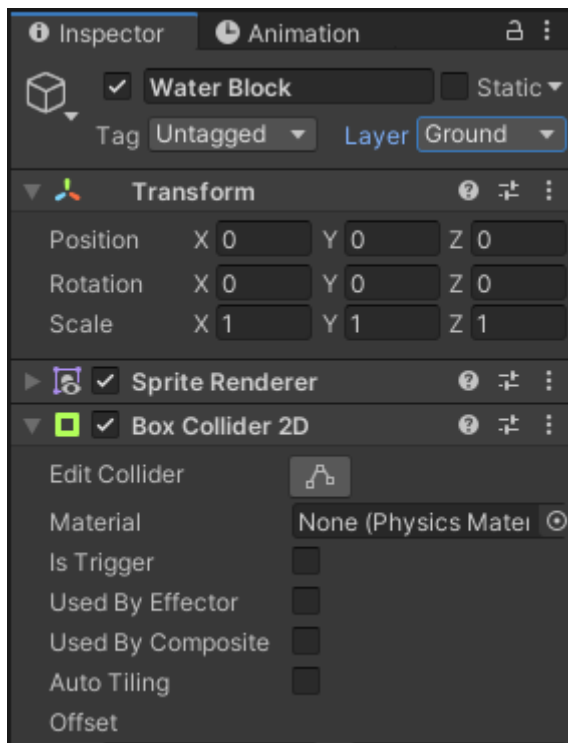 Inspector Animation
Water Block Static
Tag Untagged Layer Ground
Transform
Position X 0 Y 0 Z 0
Rotation X 0 Y 0 Z 0
Scale X 1 Y 1 Z 1
Sprite Renderer
Box Collider 2D
Edit Collider
Material None (Physics Mater
Is Trigger
Used By Effector
Used By Composite
Auto Tiling
Offset